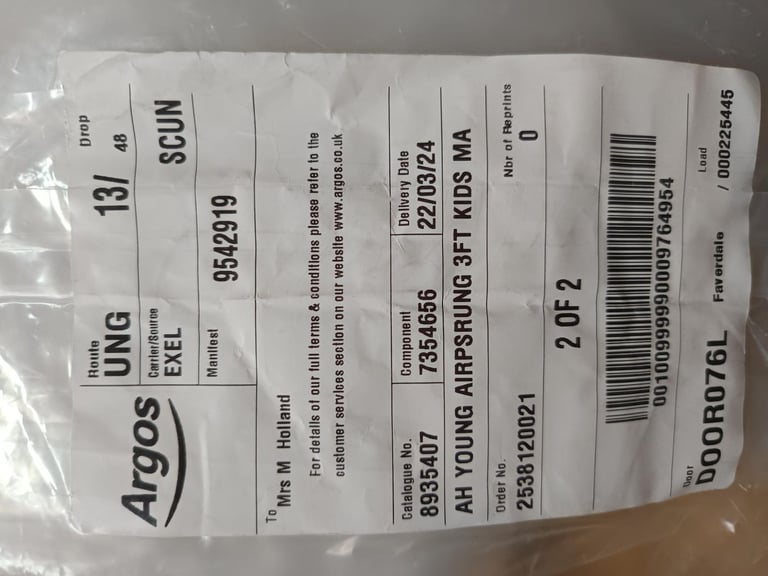 Argos
Route Drop
UNG 13/ 48
Carrier/Source
EXEL SCUN
Manifest
9542919
To
Mrs M Holland
For details of our full terms & conditions please refer to the
customer services section on our website www.argos.co.uk
Catalogue No. Component Delivery Date
8935407 7354656 22/03/24
AH YOUNG AIRPSRUNG 3FT KIDS MA
Order No. Nbr of Reprints
2538120021 0
2 OF 2
001009999990009764954
Door Load
DOOR076L Faverdale / 000225445